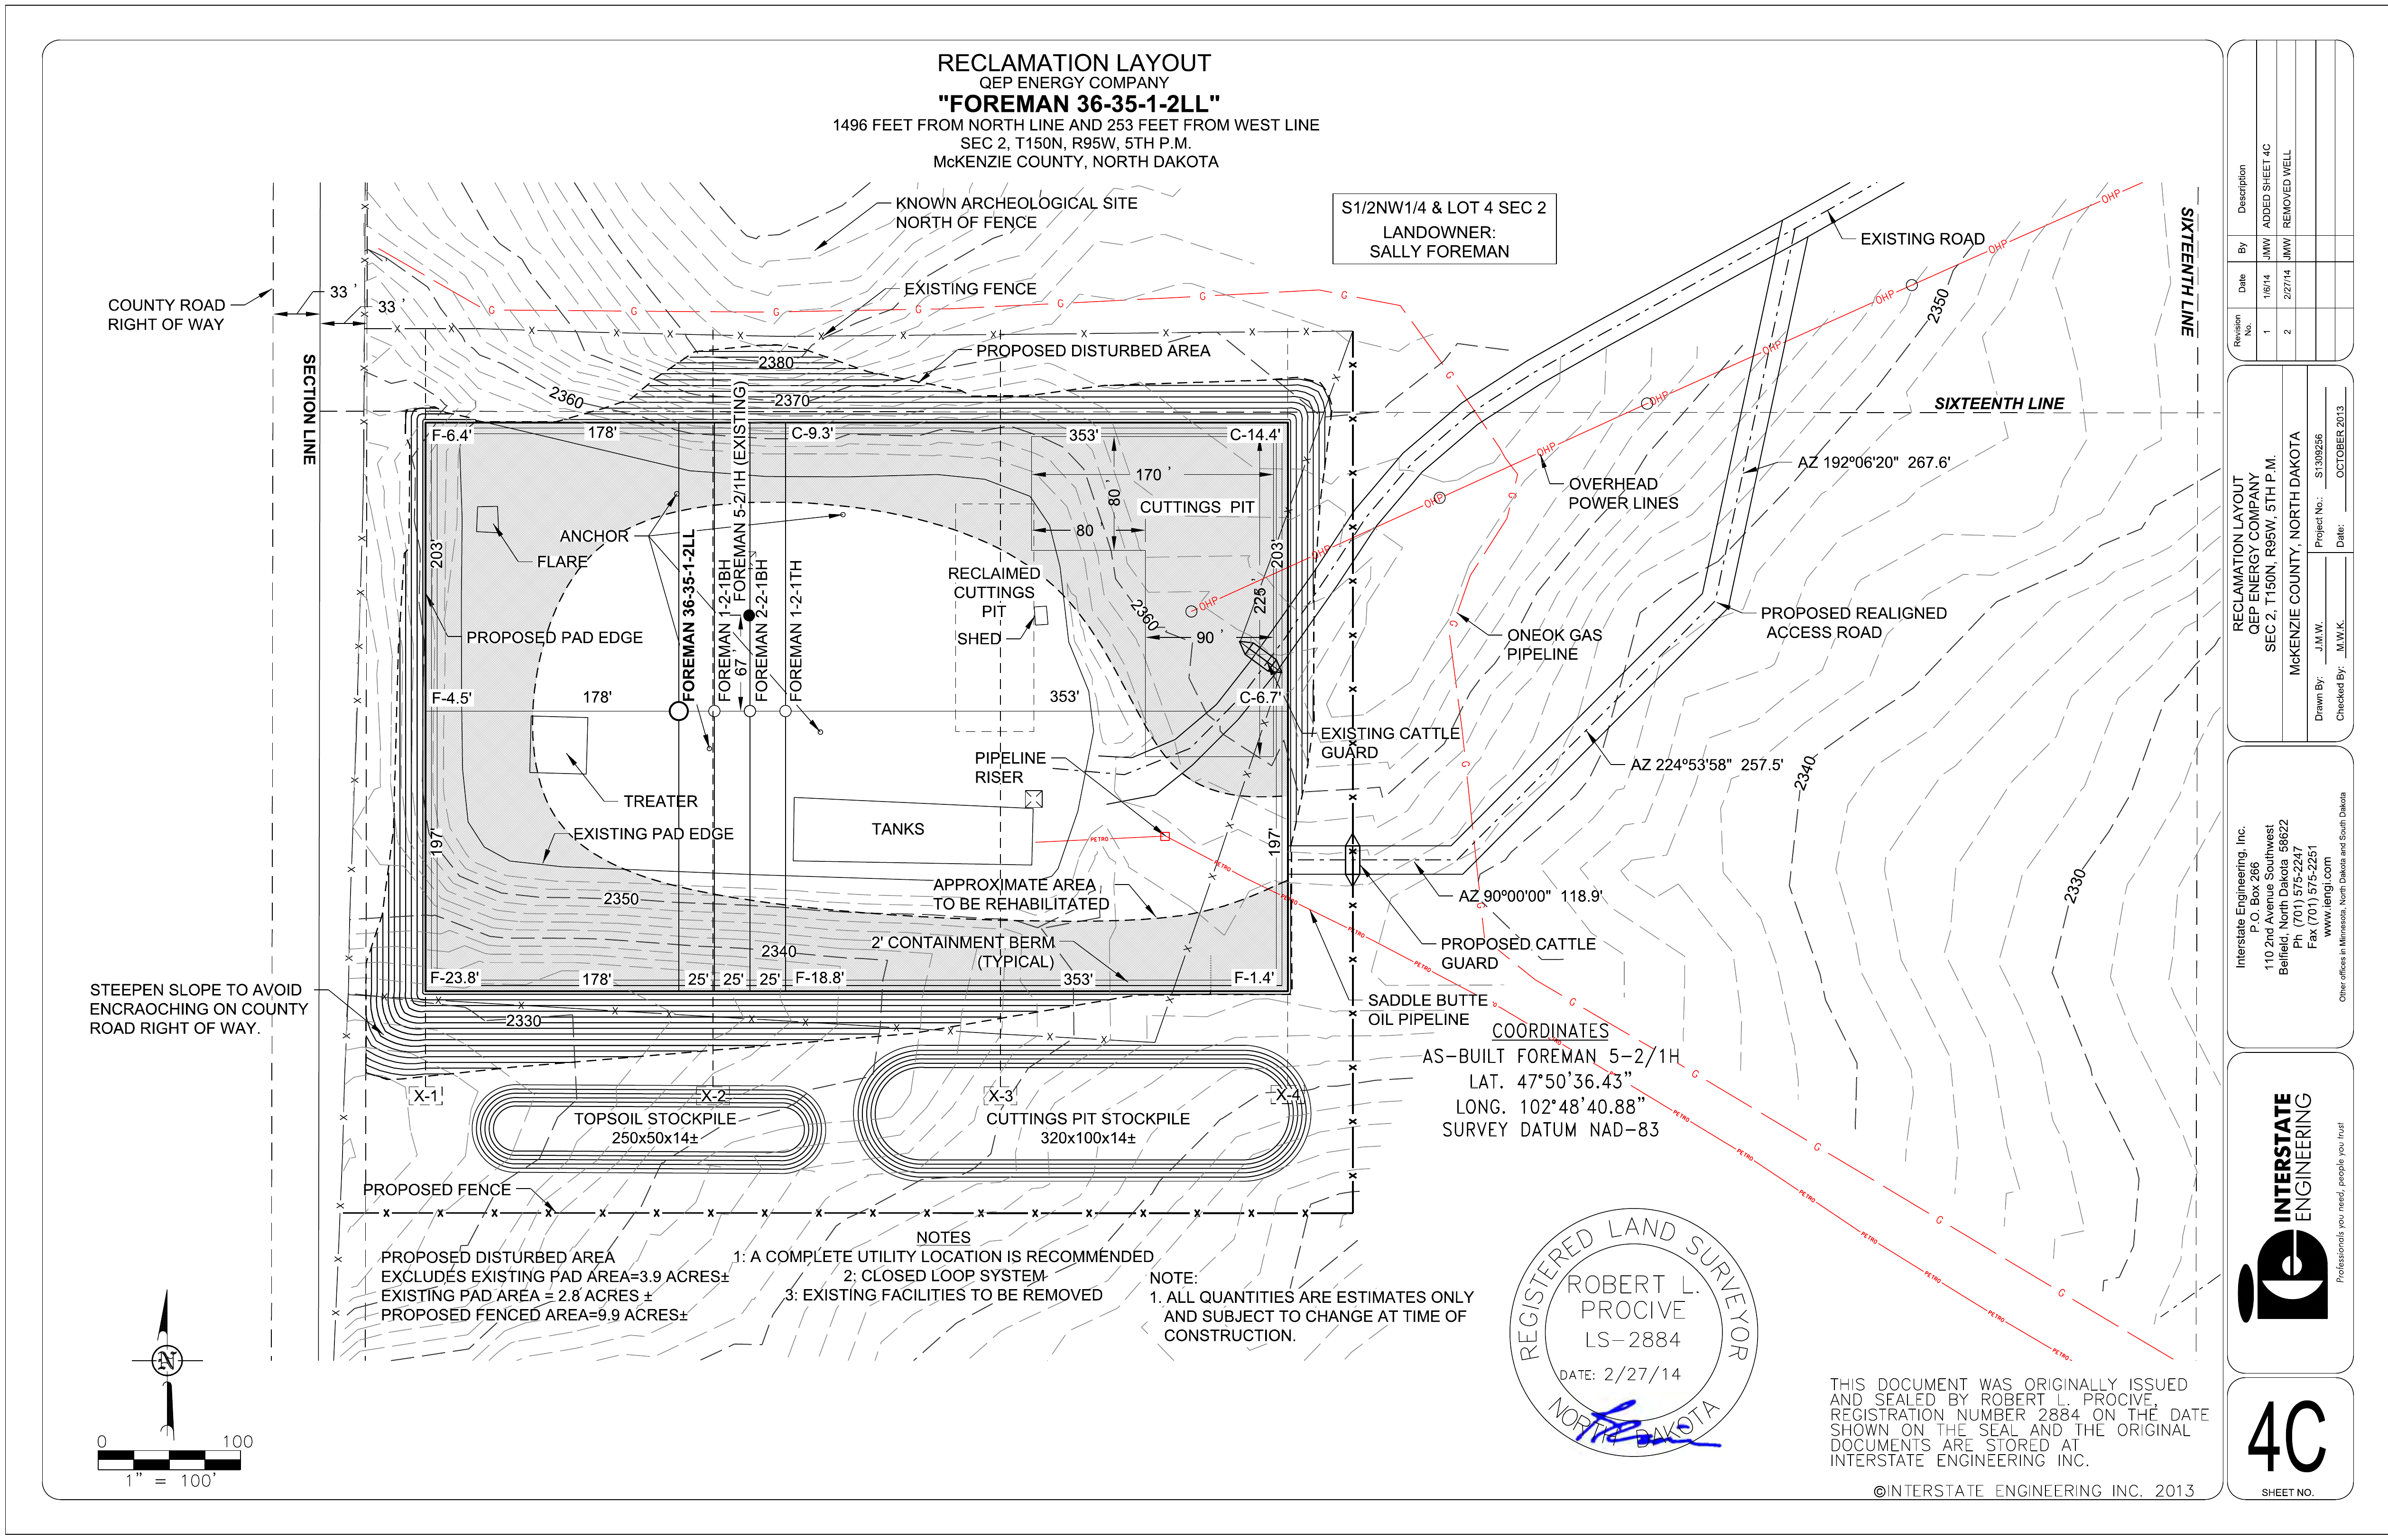 RECLAMATION LAYOUT
QEP ENERGY COMPANY
"FOREMAN 36-35-1-2LL"
1496 FEET FROM NORTH LINE AND 253 FEET FROM WEST LINE
SEC 2, T150N, R95W, 5TH P.M.
McKENZIE COUNTY, NORTH DAKOTA
KNOWN ARCHEOLOGICAL SITE
NORTH OF FENCE
S1/2NW1/4 & LOT 4 SEC 2
LANDOWNER:
SALLY FOREMAN
EXISTING ROAD
OHP
OHP
OHP
OHP
OHP
OHP
OHP
OHP
OHP
SIXTEENTH LINE
2350
COUNTY ROAD
RIGHT OF WAY
33 '
33 '
EXISTING FENCE
G
G
G
G
G
G
G
SECTION LINE
PROPOSED DISTURBED AREA
2380
2370
2360
SIXTEENTH LINE
F-6.4'
178'
C-9.3'
353'
C-14.4'
170 '
80 '
80 '
CUTTINGS PIT
AZ 192º06'20" 267.6'
OVERHEAD
POWER LINES
ANCHOR
FLARE
203'
203'
225 '
FOREMAN 36-35-1-2LL
FOREMAN 1-2-1BH
FOREMAN 5-2/1H (EXISTING)
FOREMAN 2-2-1BH
FOREMAN 1-2-1TH
67 '
RECLAIMED
CUTTINGS
PIT
SHED
2360
90 '
PROPOSED PAD EDGE
ONEOK GAS
PIPELINE
PROPOSED REALIGNED
ACCESS ROAD
F-4.5'
178'
353'
C-6.7'
EXISTING CATTLE
GUARD
PIPELINE
RISER
AZ 224º53'58" 257.5'
2340
TREATER
TANKS
PETRO
EXISTING PAD EDGE
197'
197'
APPROXIMATE AREA
TO BE REHABILITATED
AZ 90º00'00" 118.9'
2330
2350
2340
2' CONTAINMENT BERM
(TYPICAL)
PROPOSED CATTLE
GUARD
F-23.8'
178'
25'
25'
25'
F-18.8'
353'
F-1.4'
STEEPEN SLOPE TO AVOID
ENCRAOCHING ON COUNTY
ROAD RIGHT OF WAY.
2330
SADDLE BUTTE
OIL PIPELINE
COORDINATES
AS-BUILT FOREMAN 5-2/1H
LAT. 47°50'36.43"
LONG. 102°48'40.88"
SURVEY DATUM NAD-83
X-1
X-2
X-3
X-4
TOPSOIL STOCKPILE
250x50x14±
CUTTINGS PIT STOCKPILE
320x100x14±
PETRO
PETRO
PETRO
PETRO
PETRO
PETRO
PETRO
PETRO
PETRO
PETRO
G
G
G
G
G
PROPOSED FENCE
PROPOSED DISTURBED AREA
EXCLUDES EXISTING PAD AREA=3.9 ACRES±
EXISTING PAD AREA = 2.8 ACRES ±
PROPOSED FENCED AREA=9.9 ACRES±
NOTES
1: A COMPLETE UTILITY LOCATION IS RECOMMENDED
2: CLOSED LOOP SYSTEM
3: EXISTING FACILITIES TO BE REMOVED
NOTE:
1. ALL QUANTITIES ARE ESTIMATES ONLY
AND SUBJECT TO CHANGE AT TIME OF
CONSTRUCTION.
REGISTERED LAND SURVEYOR
ROBERT L.
PROCIVE
LS-2884
DATE: 2/27/14
NORTH DAKOTA
N
0 100
1" = 100'
THIS DOCUMENT WAS ORIGINALLY ISSUED
AND SEALED BY ROBERT L. PROCIVE,
REGISTRATION NUMBER 2884 ON THE DATE
SHOWN ON THE SEAL AND THE ORIGINAL
DOCUMENTS ARE STORED AT
INTERSTATE ENGINEERING INC.
©INTERSTATE ENGINEERING INC. 2013
Revision No. Date By Description
1 1/6/14 JMW ADDED SHEET 4C
2 2/27/14 JMW REMOVED WELL
RECLAMATION LAYOUT
QEP ENERGY COMPANY
SEC 2, T150N, R95W, 5TH P.M.
McKENZIE COUNTY, NORTH DAKOTA
Drawn By: J.M.W. Project No.: S1309256
Checked By: M.W.K. Date: OCTOBER 2013
Interstate Engineering, Inc.
P.O. Box 266
110 2nd Avenue Southwest
Belfield, North Dakota 58622
Ph (701) 575-2247
Fax (701) 575-2251
www.iengi.com
Other offices in Minnesota, North Dakota and South Dakota
INTERSTATE
ENGINEERING
Professionals you need, people you trust
4C
SHEET NO.